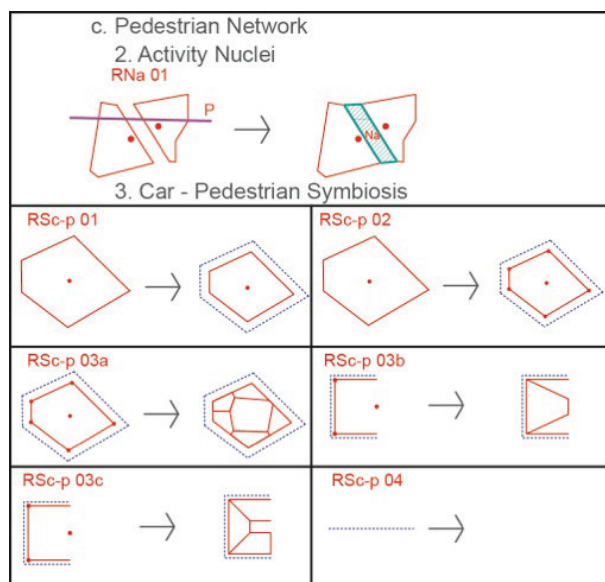 c. Pedestrian Network
2. Activity Nuclei
RNa 01
P
Na
3. Car - Pedestrian Symbiosis
RSc-p 01
RSc-p 02
RSc-p 03a
RSc-p 03b
RSc-p 03c
RSc-p 04